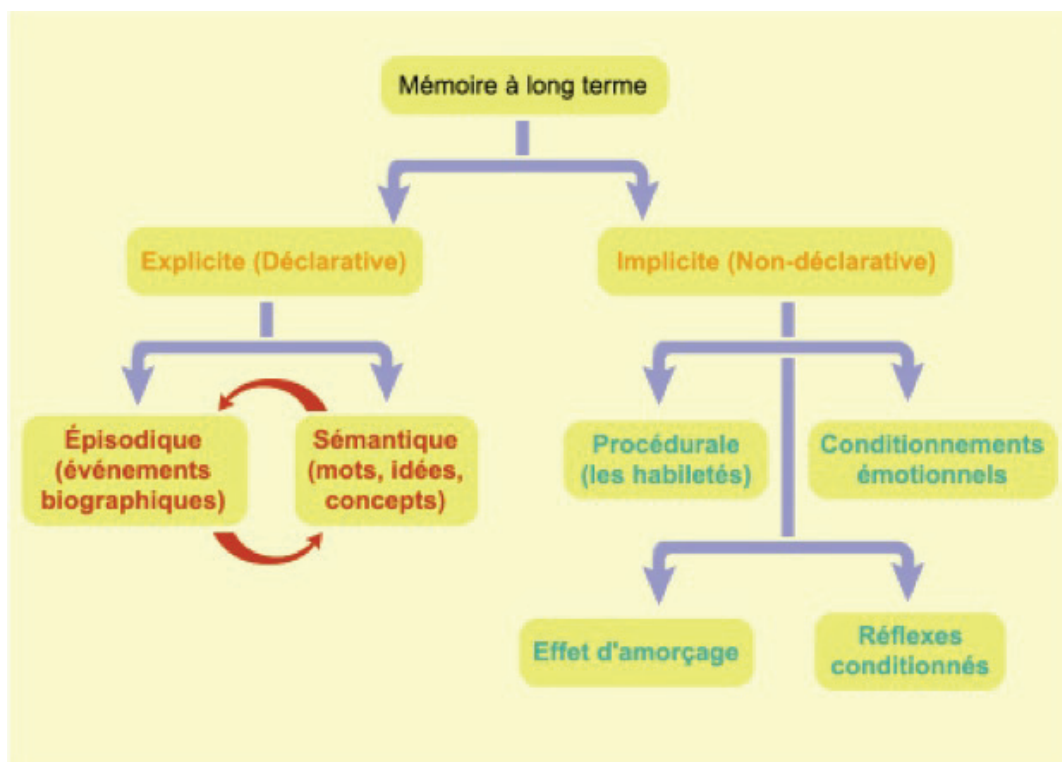 Mémoire à long terme
Explicite (Déclarative)
Implicite (Non-déclarative)
Épisodique
(événements
biographiques)
Sémantique
(mots, idées,
concepts)
Procédurale
(les habiletés)
Conditionnements
émotionnels
Effet d'amorçage
Réflexes
conditionnés